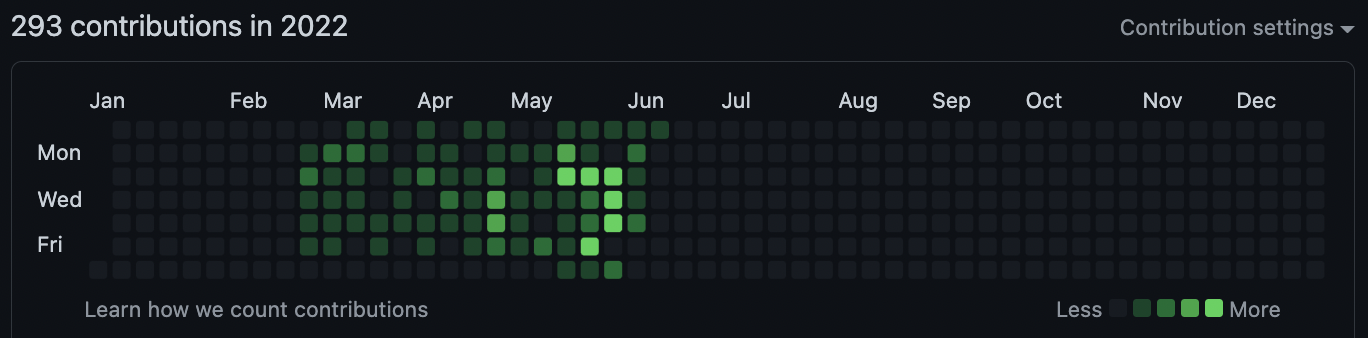 293 contributions in 2022
Contribution settings
Jan Feb Mar Apr May Jun Jul Aug Sep Oct Nov Dec
Mon
Wed
Fri
Learn how we count contributions
Less More